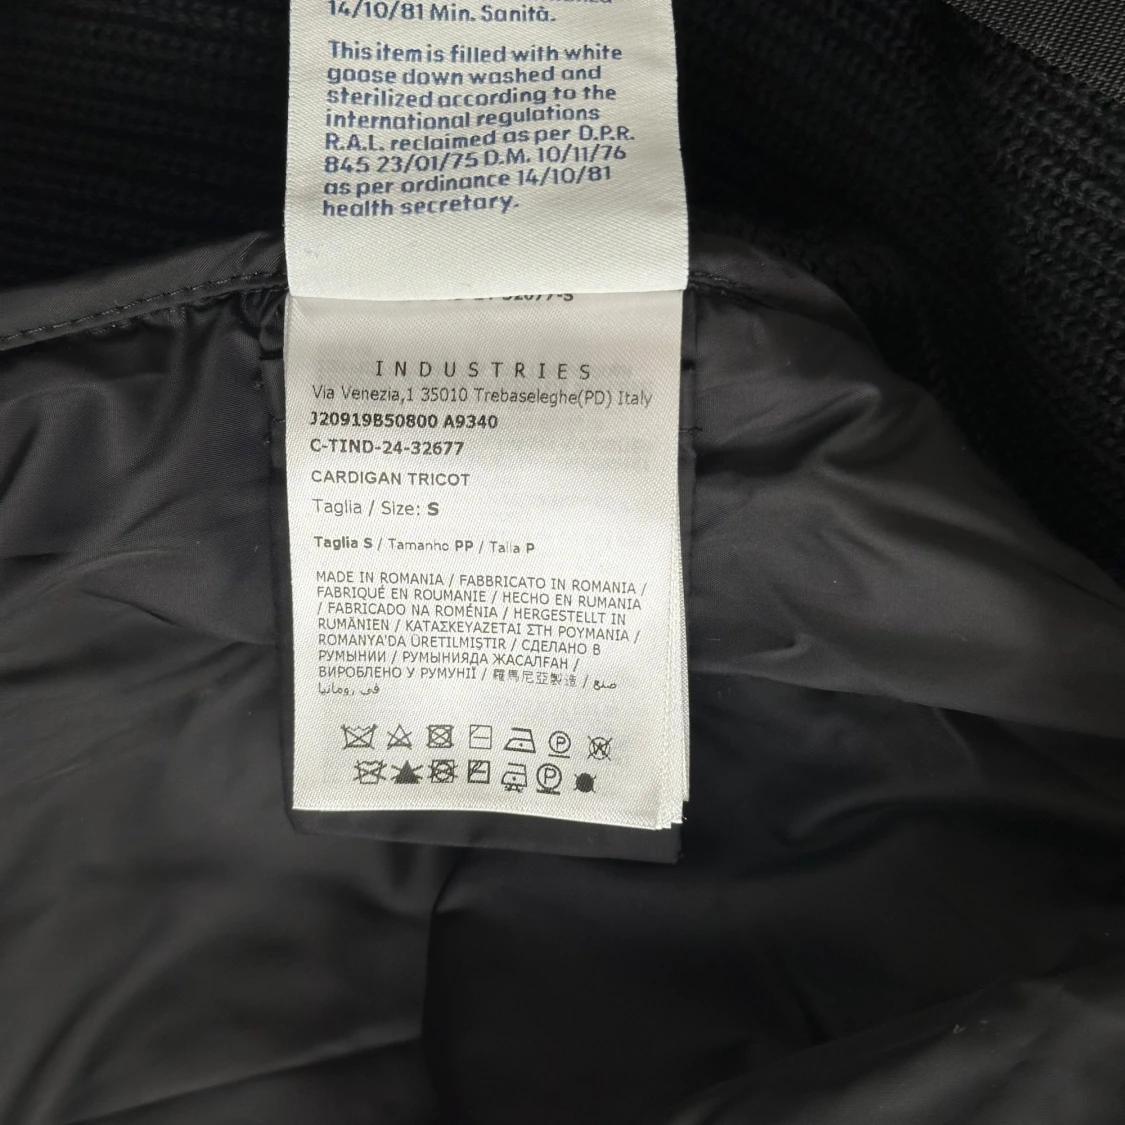 14/10/81 Min. Sanità.
This item is filled with white
goose down washed and
sterilized according to the
international regulations
R.A.L. reclaimed as per D.P.R.
845 23/01/75 D.M. 10/11/76
as per ordinance 14/10/81
health secretary.
INDUSTRIES
Via Venezia,1 35010 Trebaseleghe(PD) Italy
J20919B50800 A9340
C-TIND-24-32677
CARDIGAN TRICOT
Taglia / Size: S
Taglia S / Tamanho PP / Talla P
MADE IN ROMANIA / FABBRICATO IN ROMANIA /
FABRIQUÉ EN ROUMANIE / HECHO EN RUMANIA
/ FABRICADO NA ROMÉNIA / HERGESTELLT IN
RUMÄNIEN / ΚΑΤΑΣΚΕΥΑΖΕΤΑΙ ΣΤΗ ΡΟΥΜΑΝΙΑ /
ROMANYA'DA ÜRETILMIŞTIR / СДЕЛАНО В
РУМЫНИИ / РУМЫНИЯДА ЖАСАЛҒАН /
ВИРОБЛЕНО У РУМУНІЇ / 羅馬尼亞製造 / صنع
في رومانيا
P
P